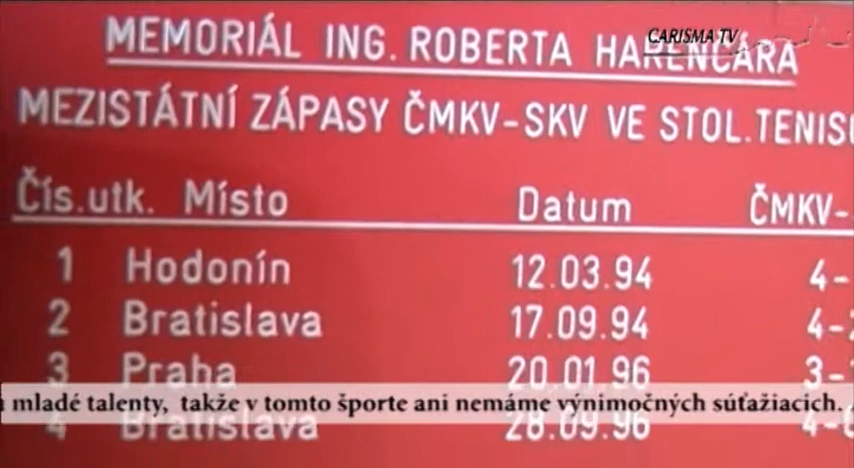 CARISMA TV
MEMORIÁL ING. ROBERTA HARENČÁRA
MEZISTÁTNÍ ZÁPASY ČMKV-SKV VE STOL.TENISU
Čís.utk. Místo Datum ČMKV-
1 Hodonín 12.03.94 4-
2 Bratislava 17.09.94 4-
3 Praha 20.01.96 3-
mladé talenty, takže v tomto športe ani nemáme výnimočných súťažiacich.
4 Bratislava 28.09.96 4-